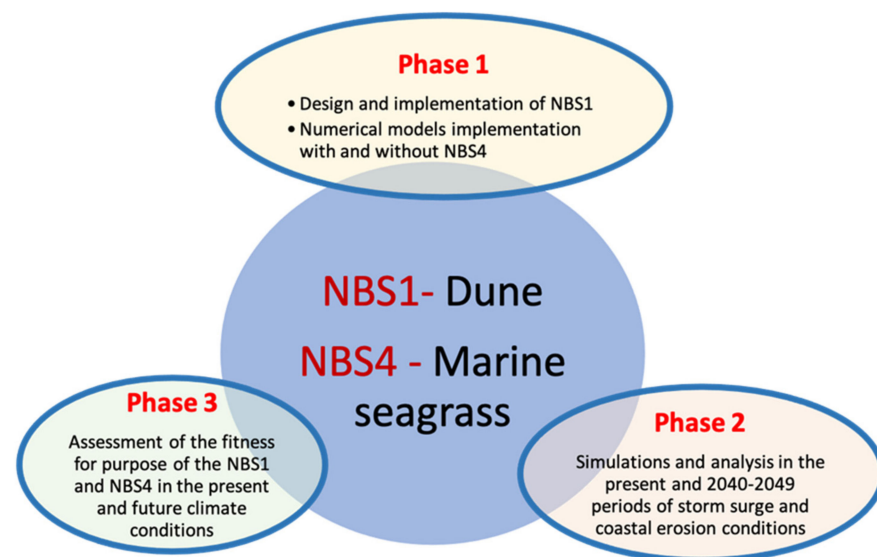 Phase 1
• Design and implementation of NBS1
• Numerical models implementation
with and without NBS4
NBS1- Dune
NBS4 - Marine
seagrass
Phase 3
Assessment of the fitness
for purpose of the NBS1
and NBS4 in the present
and future climate
conditions
Phase 2
Simulations and analysis in the
present and 2040-2049
periods of storm surge and
coastal erosion conditions